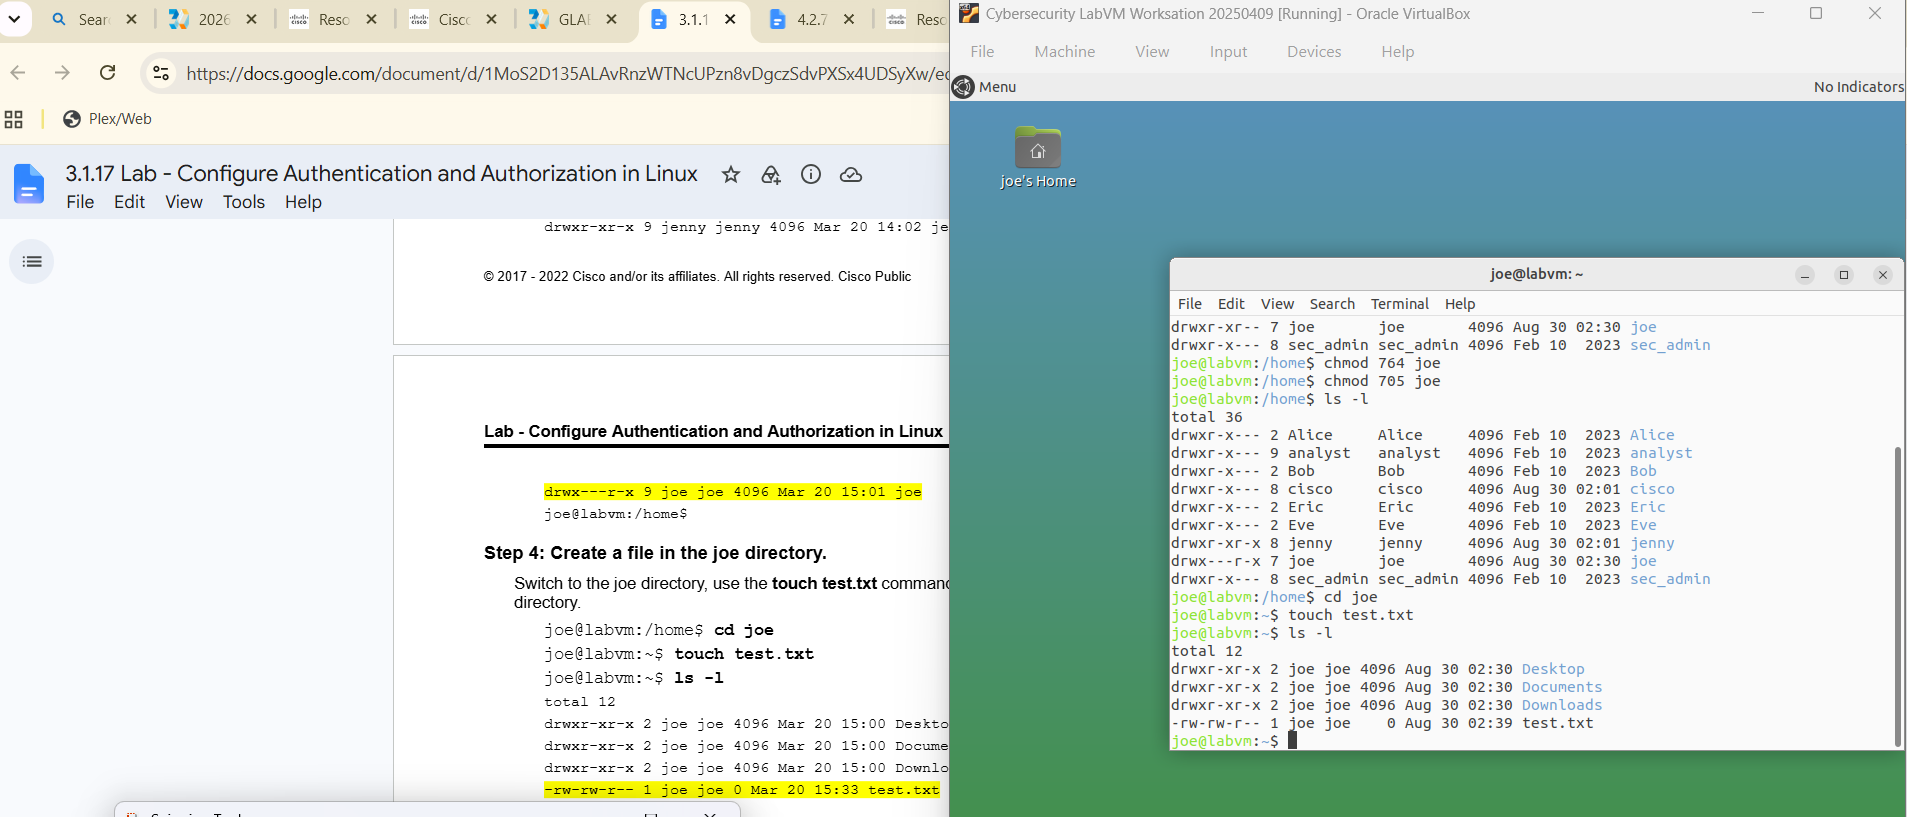 Sear
2026
Reso
Cisco
GLAB
3.1.1
4.2.7
Reso
https://docs.google.com/document/d/1MoS2D135ALAvRnzWTNcUPzn8vDgczSdvPXSx4UDSyXw/ed
Plex/Web
3.1.17 Lab - Configure Authentication and Authorization in Linux
File Edit View Tools Help
drwxr-xr-x 9 jenny jenny 4096 Mar 20 14:02 je
© 2017 - 2022 Cisco and/or its affiliates. All rights reserved. Cisco Public
Lab - Configure Authentication and Authorization in Linux
drwx---r-x 9 joe joe 4096 Mar 20 15:01 joe
joe@labvm:/home$
Step 4: Create a file in the joe directory.
Switch to the joe directory, use the touch test.txt command
directory.
joe@labvm:/home$ cd joe
joe@labvm:~$ touch test.txt
joe@labvm:~$ ls -l
total 12
drwxr-xr-x 2 joe joe 4096 Mar 20 15:00 Deskto
drwxr-xr-x 2 joe joe 4096 Mar 20 15:00 Docume
drwxr-xr-x 2 joe joe 4096 Mar 20 15:00 Downlo
-rw-rw-r-- 1 joe joe 0 Mar 20 15:33 test.txt
Cybersecurity LabVM Worksation 20250409 [Running] - Oracle VirtualBox
File Machine View Input Devices Help
Menu
No Indicators
joe's Home
joe@labvm: ~
File Edit View Search Terminal Help
drwxr-xr-- 7 joe joe 4096 Aug 30 02:30 joe
drwxr-x--- 8 sec_admin sec_admin 4096 Feb 10 2023 sec_admin
joe@labvm:/home$ chmod 764 joe
joe@labvm:/home$ chmod 705 joe
joe@labvm:/home$ ls -l
total 36
drwxr-x--- 2 Alice Alice 4096 Feb 10 2023 Alice
drwxr-x--- 9 analyst analyst 4096 Feb 10 2023 analyst
drwxr-x--- 2 Bob Bob 4096 Feb 10 2023 Bob
drwxr-x--- 8 cisco cisco 4096 Aug 30 02:01 cisco
drwxr-x--- 2 Eric Eric 4096 Feb 10 2023 Eric
drwxr-x--- 2 Eve Eve 4096 Feb 10 2023 Eve
drwxr-xr-x 8 jenny jenny 4096 Aug 30 02:01 jenny
drwx---r-x 7 joe joe 4096 Aug 30 02:30 joe
drwxr-x--- 8 sec_admin sec_admin 4096 Feb 10 2023 sec_admin
joe@labvm:/home$ cd joe
joe@labvm:~$ touch test.txt
joe@labvm:~$ ls -l
total 12
drwxr-xr-x 2 joe joe 4096 Aug 30 02:30 Desktop
drwxr-xr-x 2 joe joe 4096 Aug 30 02:30 Documents
drwxr-xr-x 2 joe joe 4096 Aug 30 02:30 Downloads
-rw-rw-r-- 1 joe joe 0 Aug 30 02:39 test.txt
joe@labvm:~$